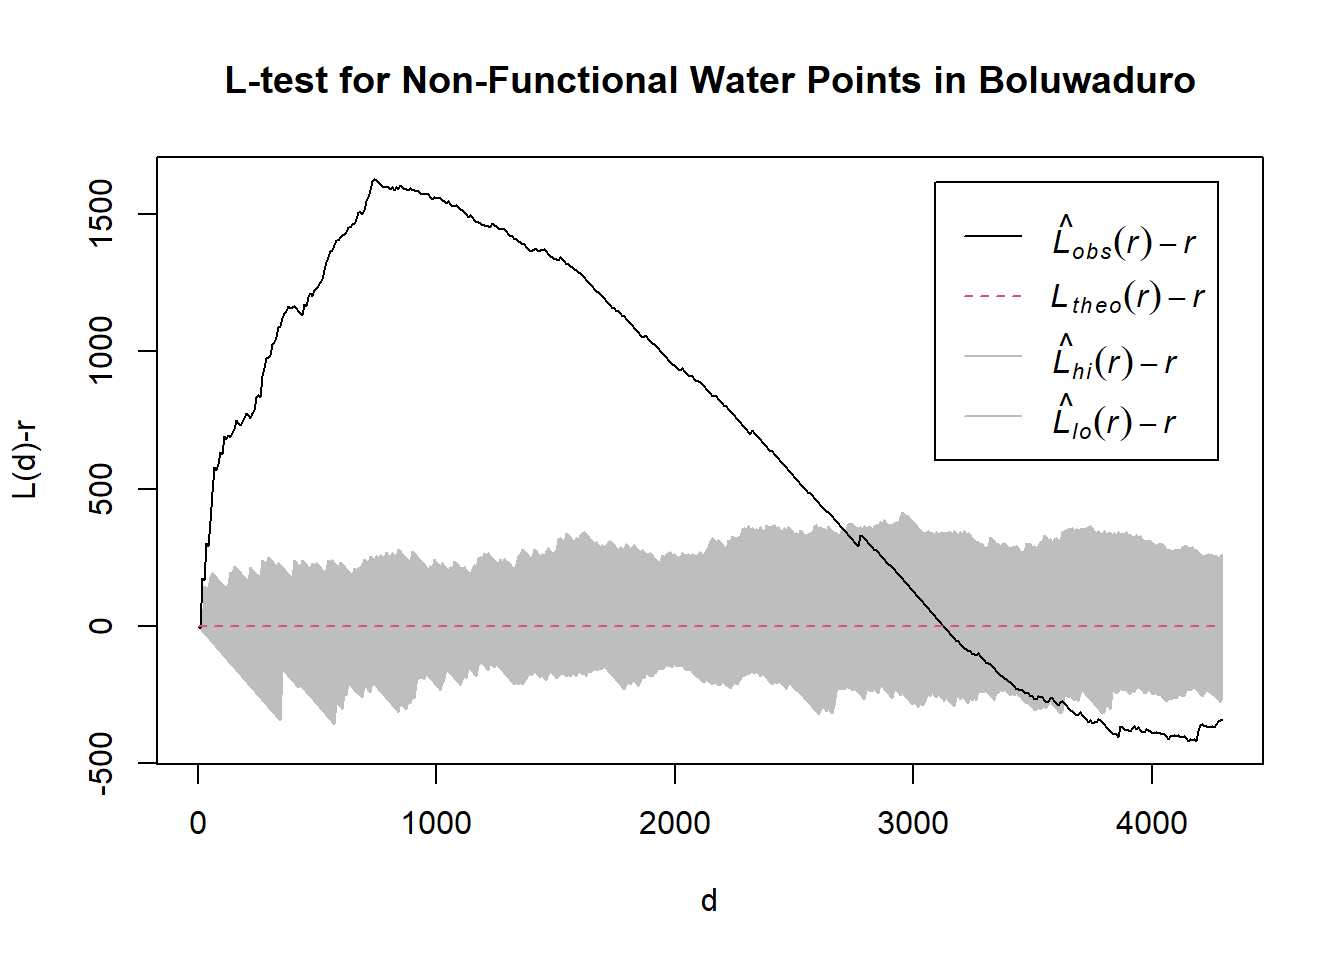 L-test for Non-Functional Water Points in Boluwaduro
L(d)-r
1500
1000
500
0
-500
L̂obs(r) − r
Ltheo(r) − r
L̂hi(r) − r
L̂lo(r) − r
0 1000 2000 3000 4000
d